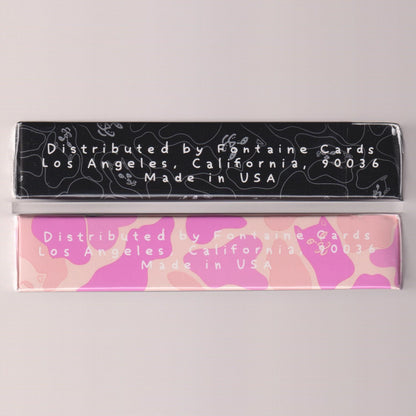 Distributed by Fontaine Cards
Los Angeles, California, 90036
Made in USA
Distributed by Fontaine Cards
Los Angeles, California, 90036
Made in USA